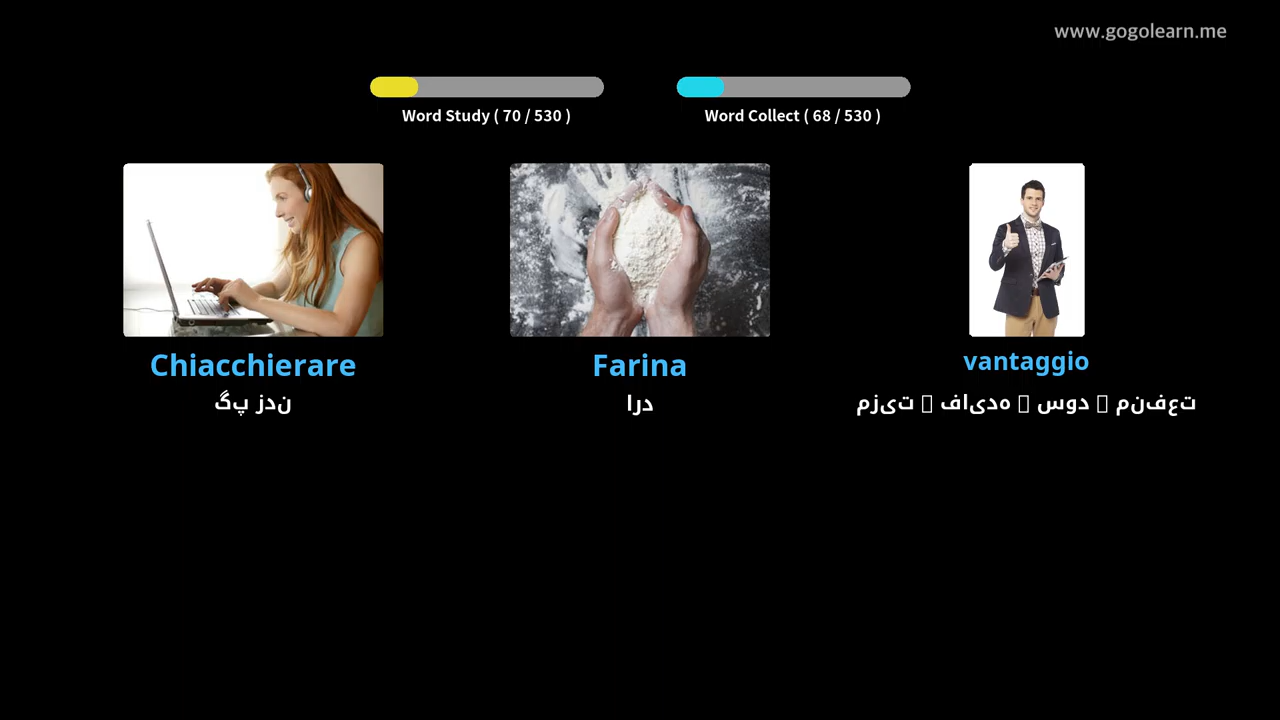 www.gogolearn.me
Word Study ( 70 / 530 )
Word Collect ( 68 / 530 )
Chiacchierare
Farina
vantaggio
ندز پگ
درا
تعفنم ▯ دوس ▯ هدیاف ▯ تیزم